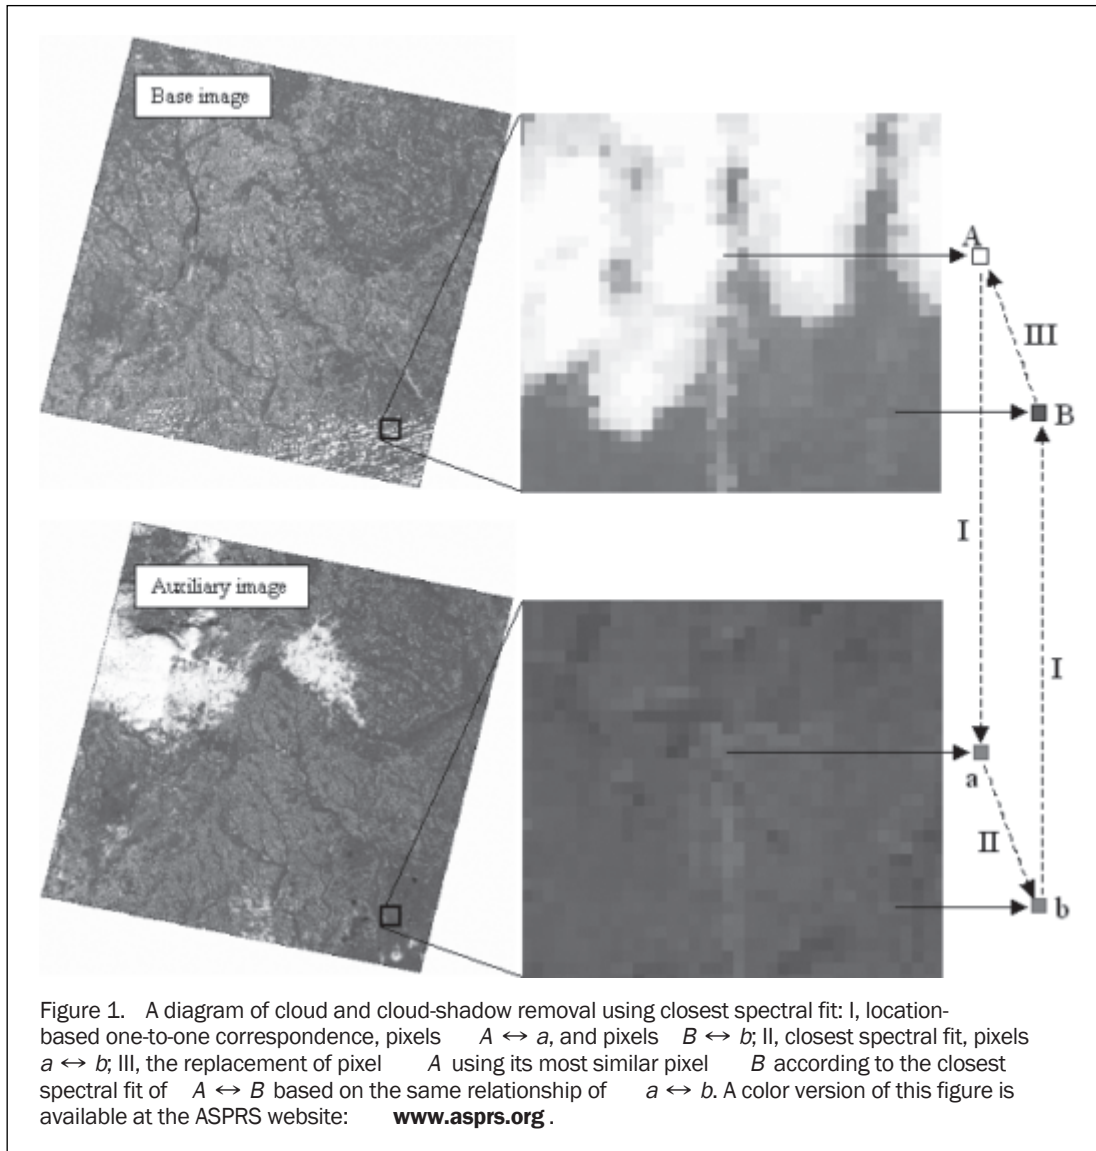 Base image
A
III
B
I
Auxiliary image
I
a
II
b
Figure 1. A diagram of cloud and cloud-shadow removal using closest spectral fit: I, location-
based one-to-one correspondence, pixels A ↔ a, and pixels B ↔ b; II, closest spectral fit, pixels
a ↔ b; III, the replacement of pixel A using its most similar pixel B according to the closest
spectral fit of A ↔ B based on the same relationship of a ↔ b. A color version of this figure is
available at the ASPRS website: www.asprs.org.